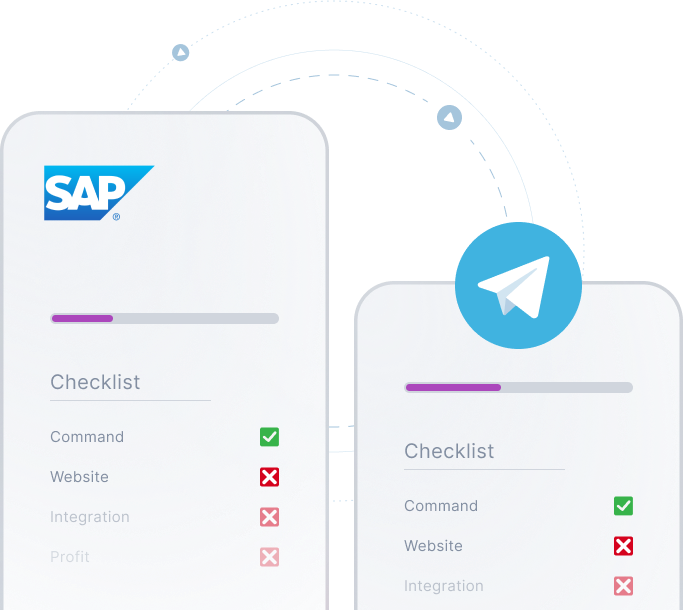 SAP
®
Checklist
Command
Website
Integration
Profit
Checklist
Command
Website
Integration